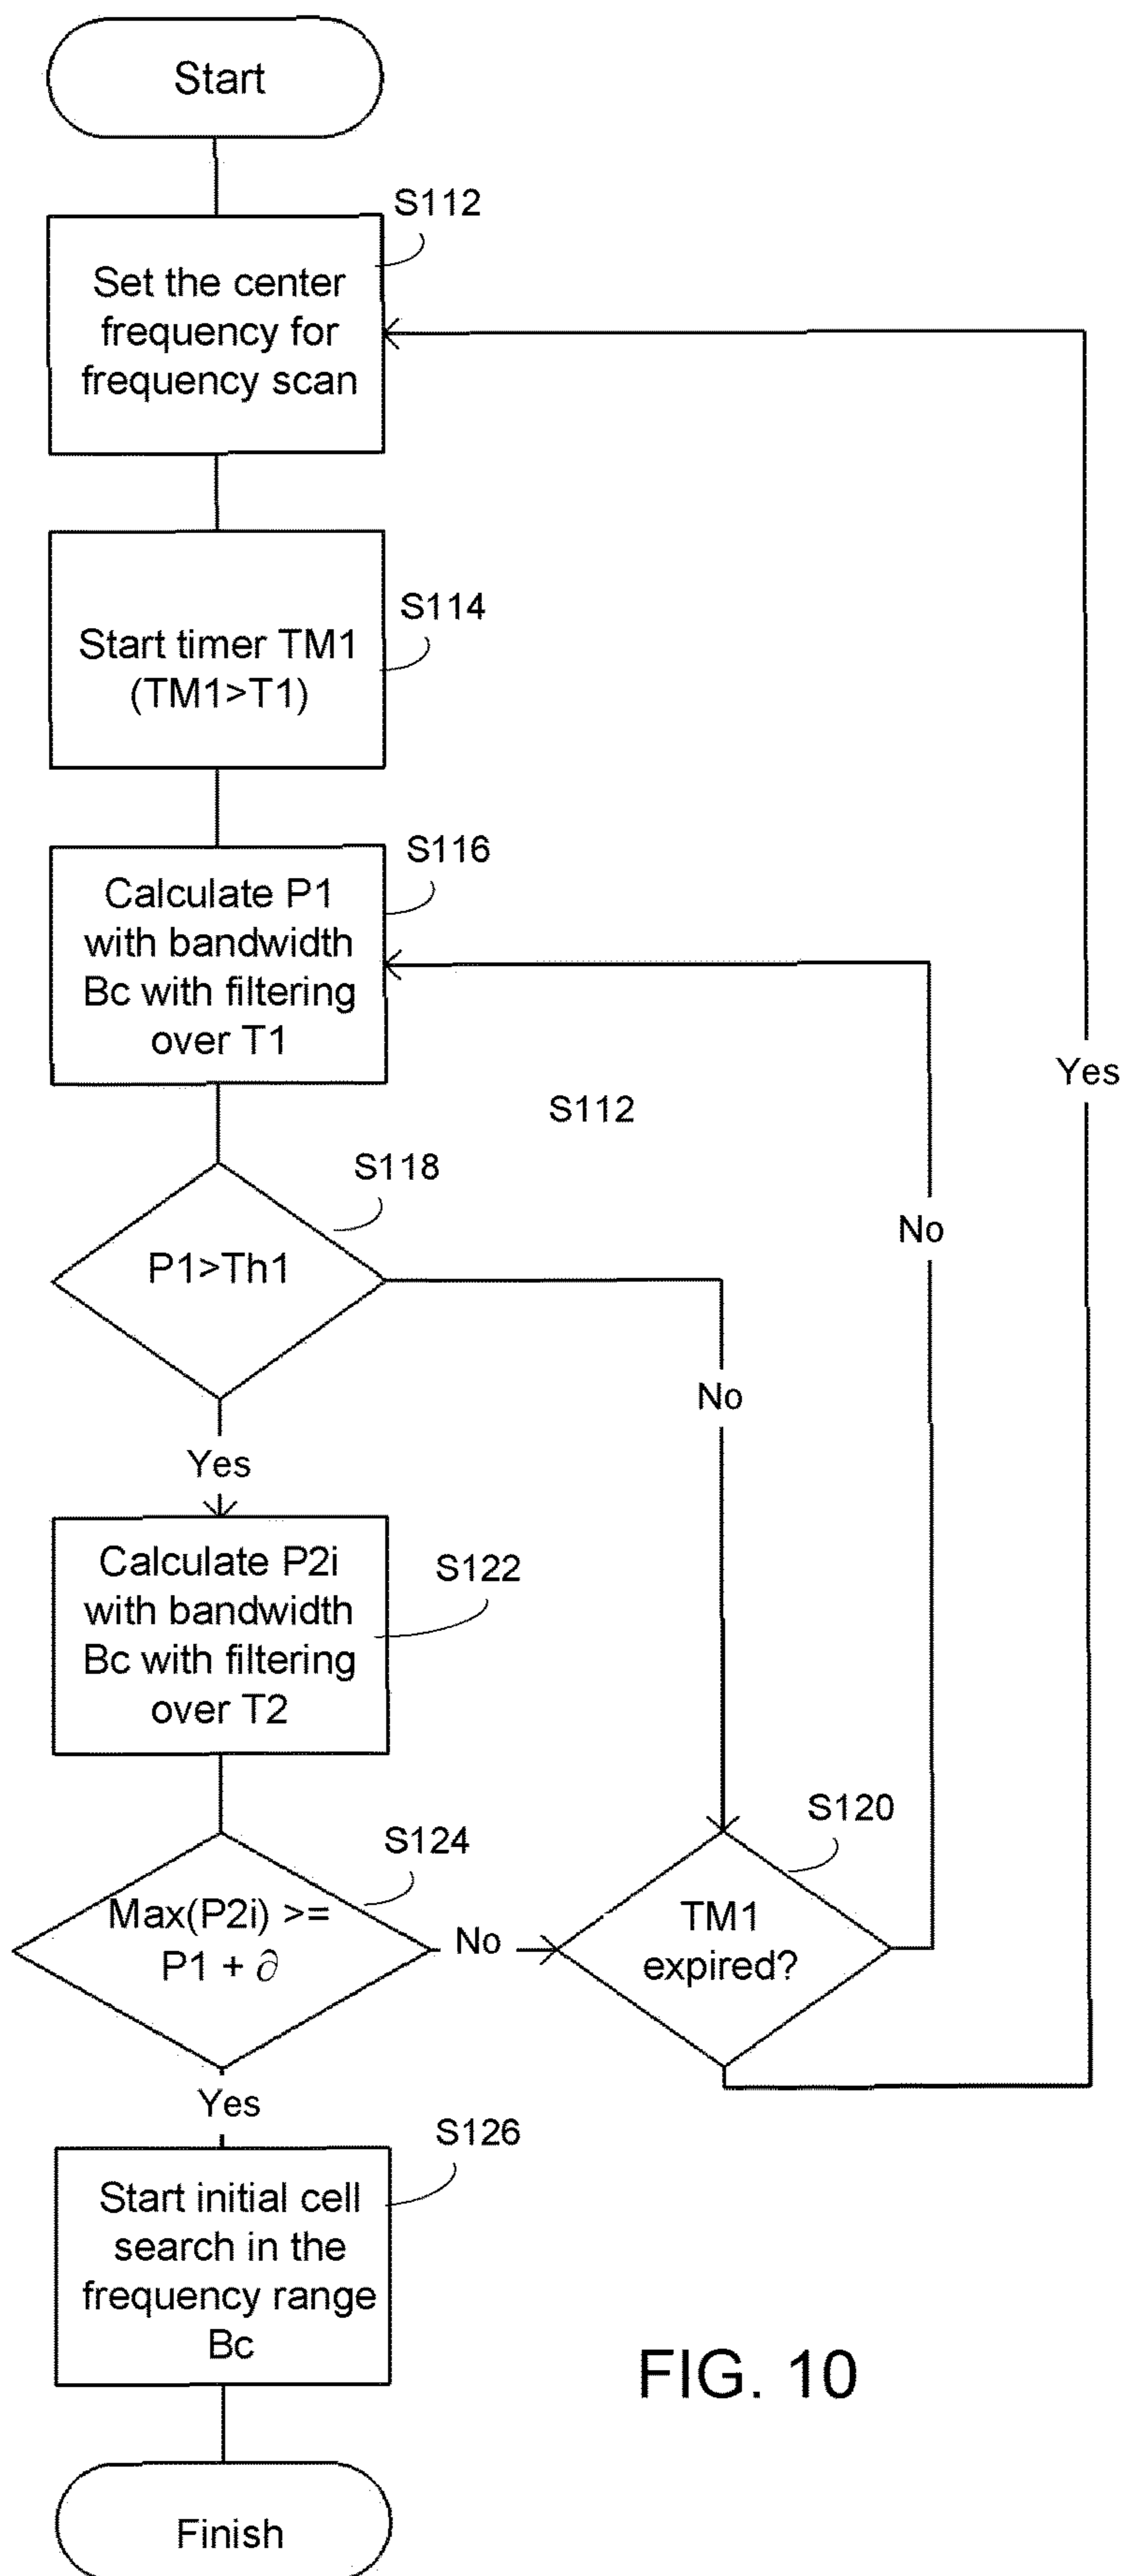 Start
S112
Set the center
frequency for
frequency scan
S114
Start timer TM1
(TM1>T1)
S116
Calculate P1
with bandwidth
Bc with filtering
over T1
Yes
S112
S118
No
P1>Th1
No
Yes
Calculate P2i
with bandwidth
Bc with filtering
over T2
S122
S120
S124
Max(P2i) >=
P1 + ∂
No
TM1
expired?
Yes
S126
Start initial cell
search in the
frequency range
Bc
FIG. 10
Finish